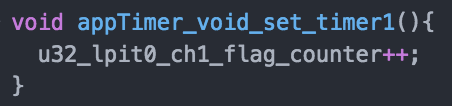 void appTimer_void_set_timer1(){
  u32_lpit0_ch1_flag_counter++;
}